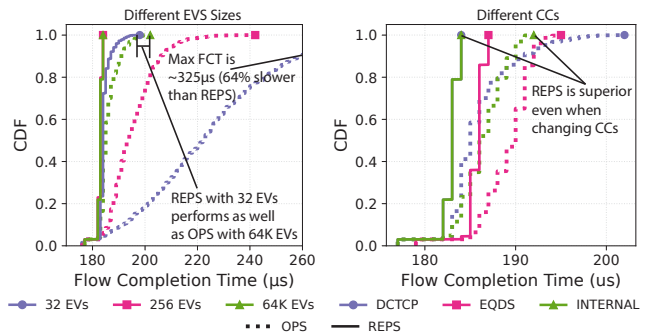 Different EVS Sizes
1.0
0.8
0.6
0.4
0.2
0.0
CDF
Max FCT is
~325μs (64% slower
than REPS)
REPS with 32 EVs
performs as well
as OPS with 64K EVs
180
200
220
240
260
Flow Completion Time (μs)
Different CCs
1.0
0.8
0.6
0.4
0.2
0.0
CDF
REPS is superior
even when
changing CCs
180
190
200
Flow Completion Time (us)
32 EVs
256 EVs
64K EVs
DCTCP
EQDS
INTERNAL
OPS
REPS